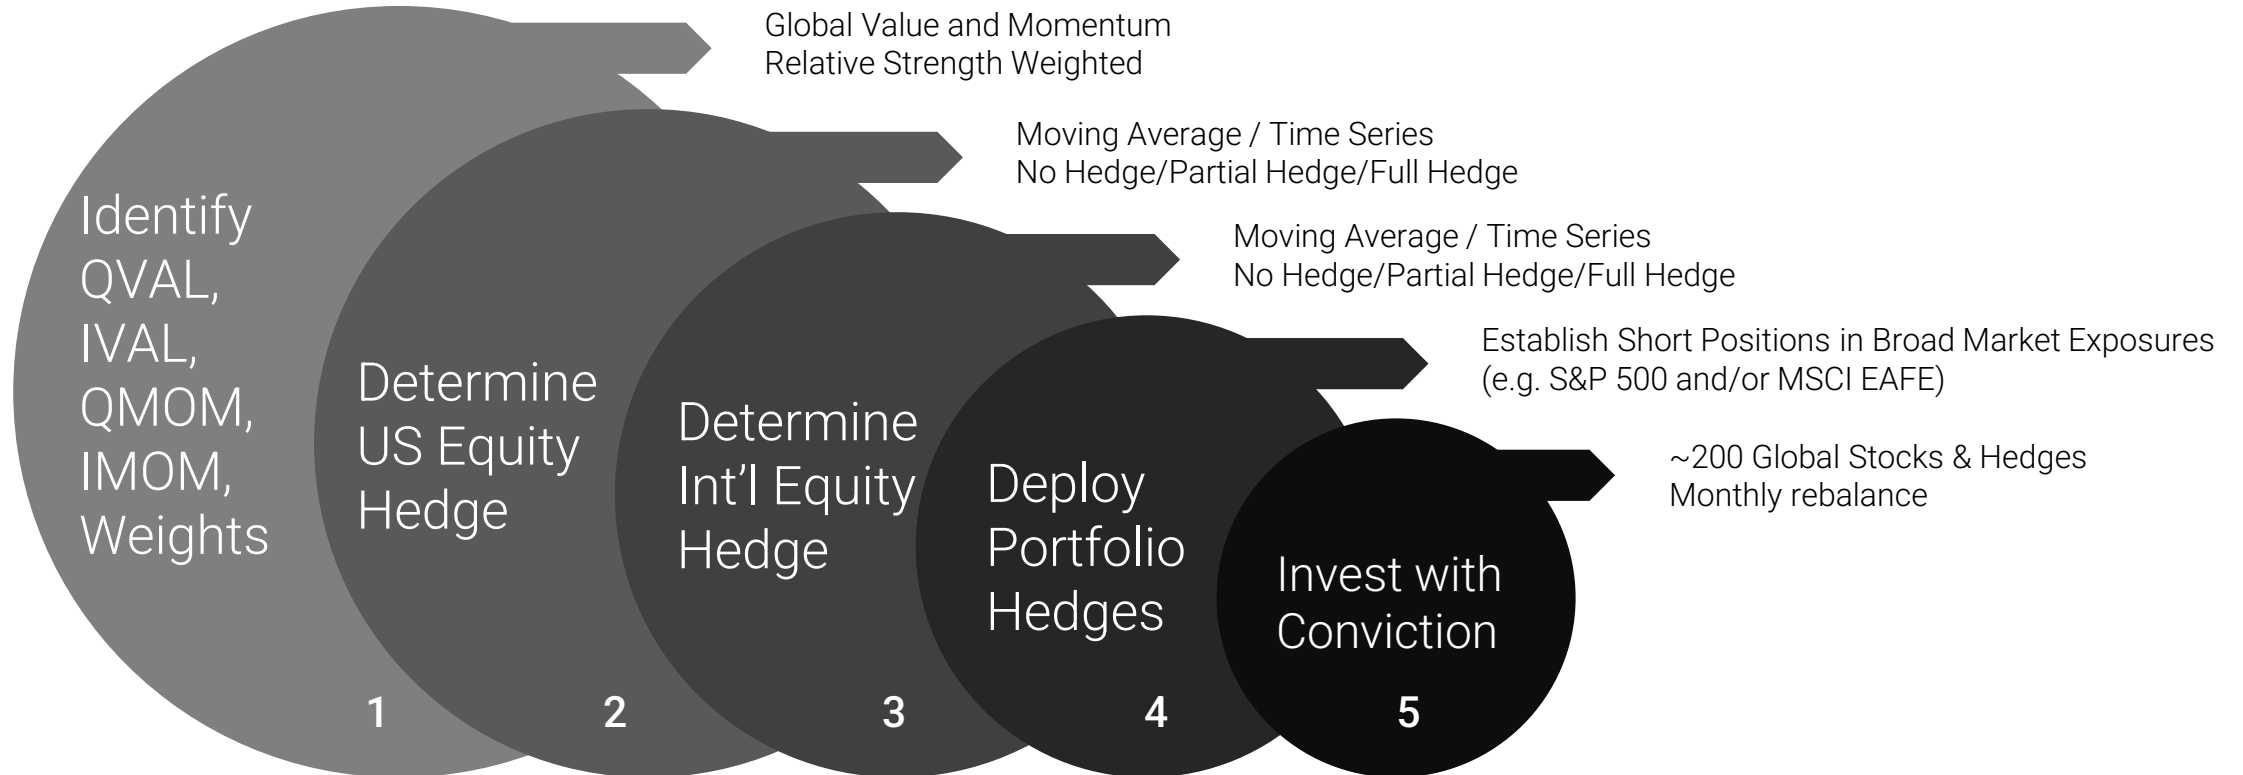 Global Value and Momentum
Relative Strength Weighted
Moving Average / Time Series
No Hedge/Partial Hedge/Full Hedge
Moving Average / Time Series
No Hedge/Partial Hedge/Full Hedge
Establish Short Positions in Broad Market Exposures
(e.g. S&P 500 and/or MSCI EAFE)
~200 Global Stocks & Hedges
Monthly rebalance
Identify
QVAL,
IVAL,
QMOM,
IMOM,
Weights
1
Determine
US Equity
Hedge
2
Determine
Int’l Equity
Hedge
3
Deploy
Portfolio
Hedges
4
Invest with
Conviction
5